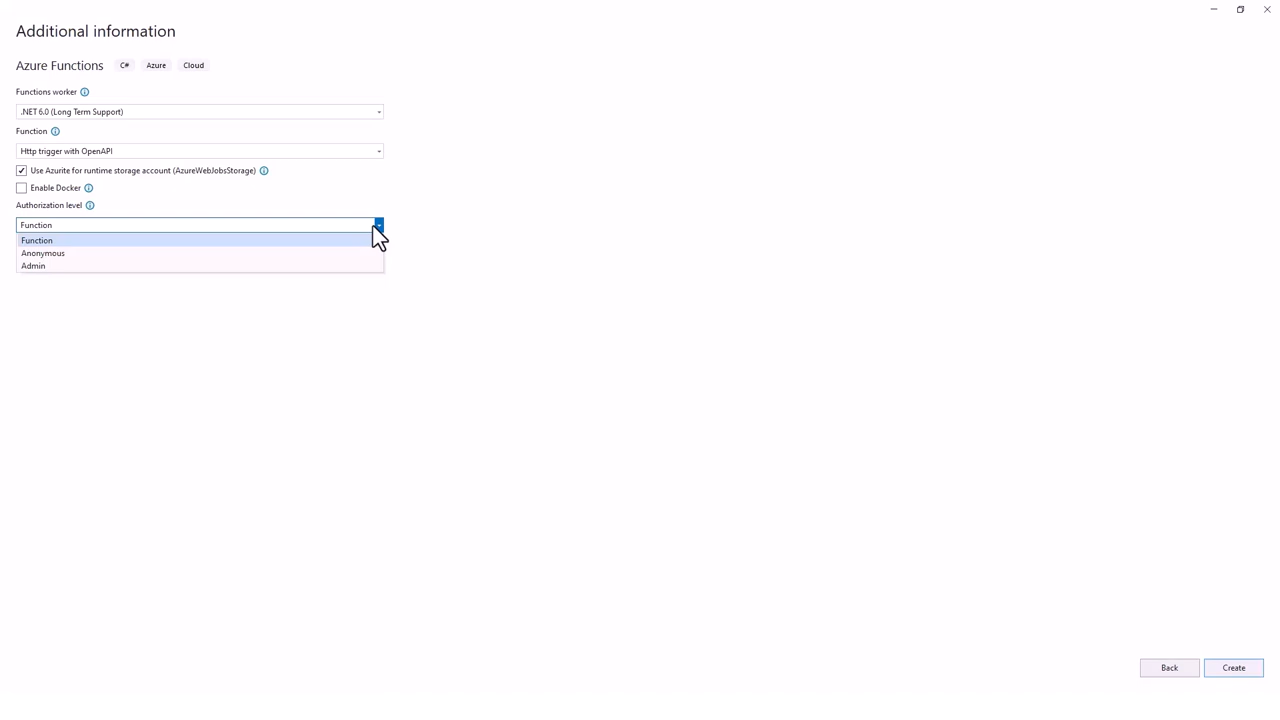 Additional information
Azure Functions C# Azure Cloud
Functions worker
.NET 6.0 (Long Term Support)
Function
Http trigger with OpenAPI
Use Azurite for runtime storage account (AzureWebJobsStorage)
Enable Docker
Authorization level
Function
Function
Anonymous
Admin
Back Create